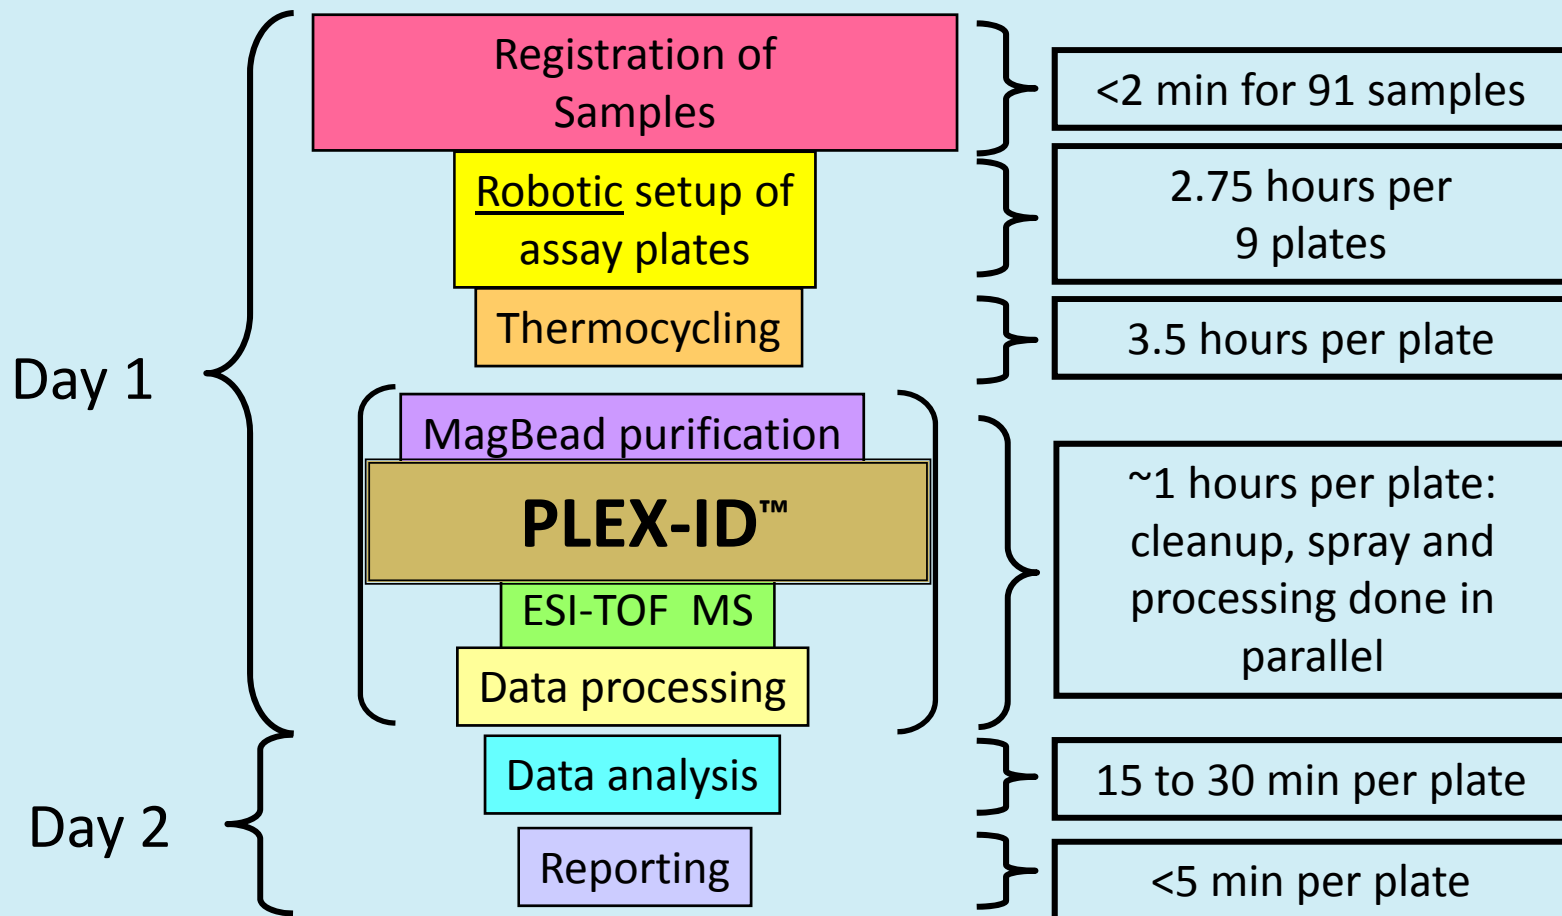 Registration of
Samples
<2 min for 91 samples
Robotic setup of
assay plates
2.75 hours per
9 plates
Thermocycling
3.5 hours per plate
Day 1
MagBead purification
PLEX-ID™
ESI-TOF MS
Data processing
~1 hours per plate:
cleanup, spray and
processing done in
parallel
Data analysis
15 to 30 min per plate
Day 2
Reporting
<5 min per plate